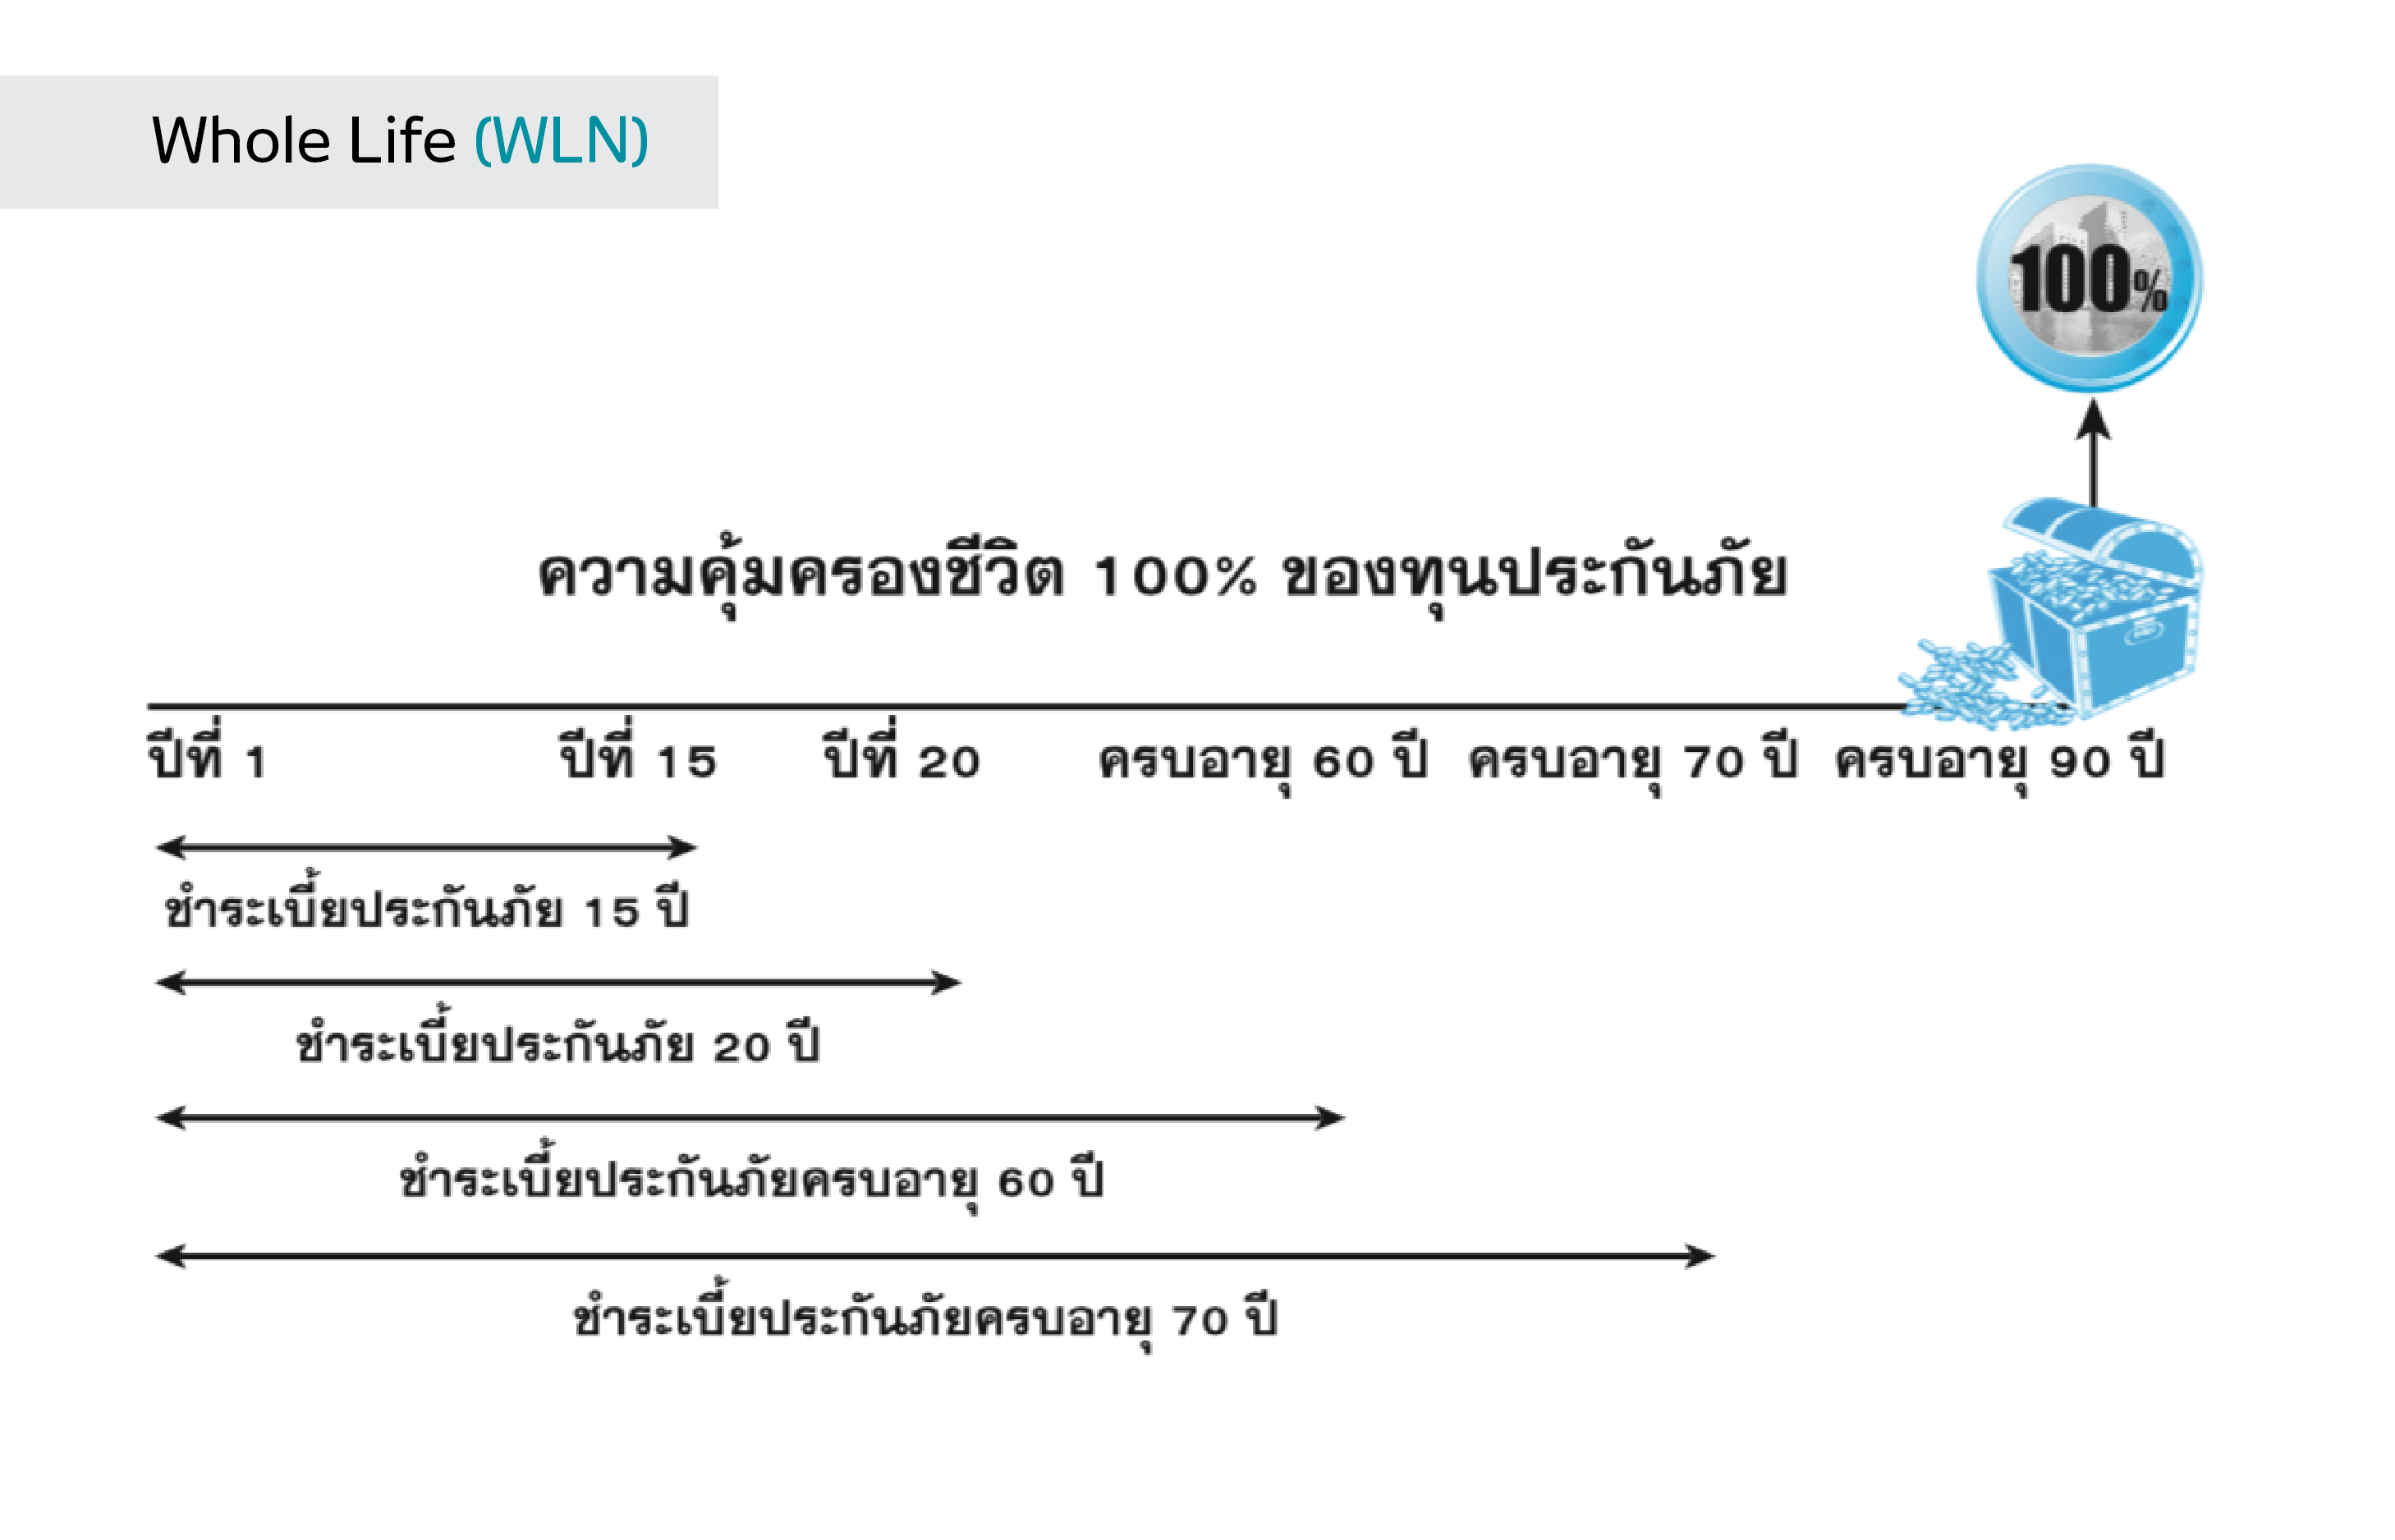 Whole Life (WLN)
100%
ความคุ้มครองชีวิต 100% ของทุนประกันภัย
ปีที่ 1 ปีที่ 15 ปีที่ 20 ครบอายุ 60 ปี ครบอายุ 70 ปี ครบอายุ 90 ปี
ชำระเบี้ยประกันภัย 15 ปี
ชำระเบี้ยประกันภัย 20 ปี
ชำระเบี้ยประกันภัยครบอายุ 60 ปี
ชำระเบี้ยประกันภัยครบอายุ 70 ปี